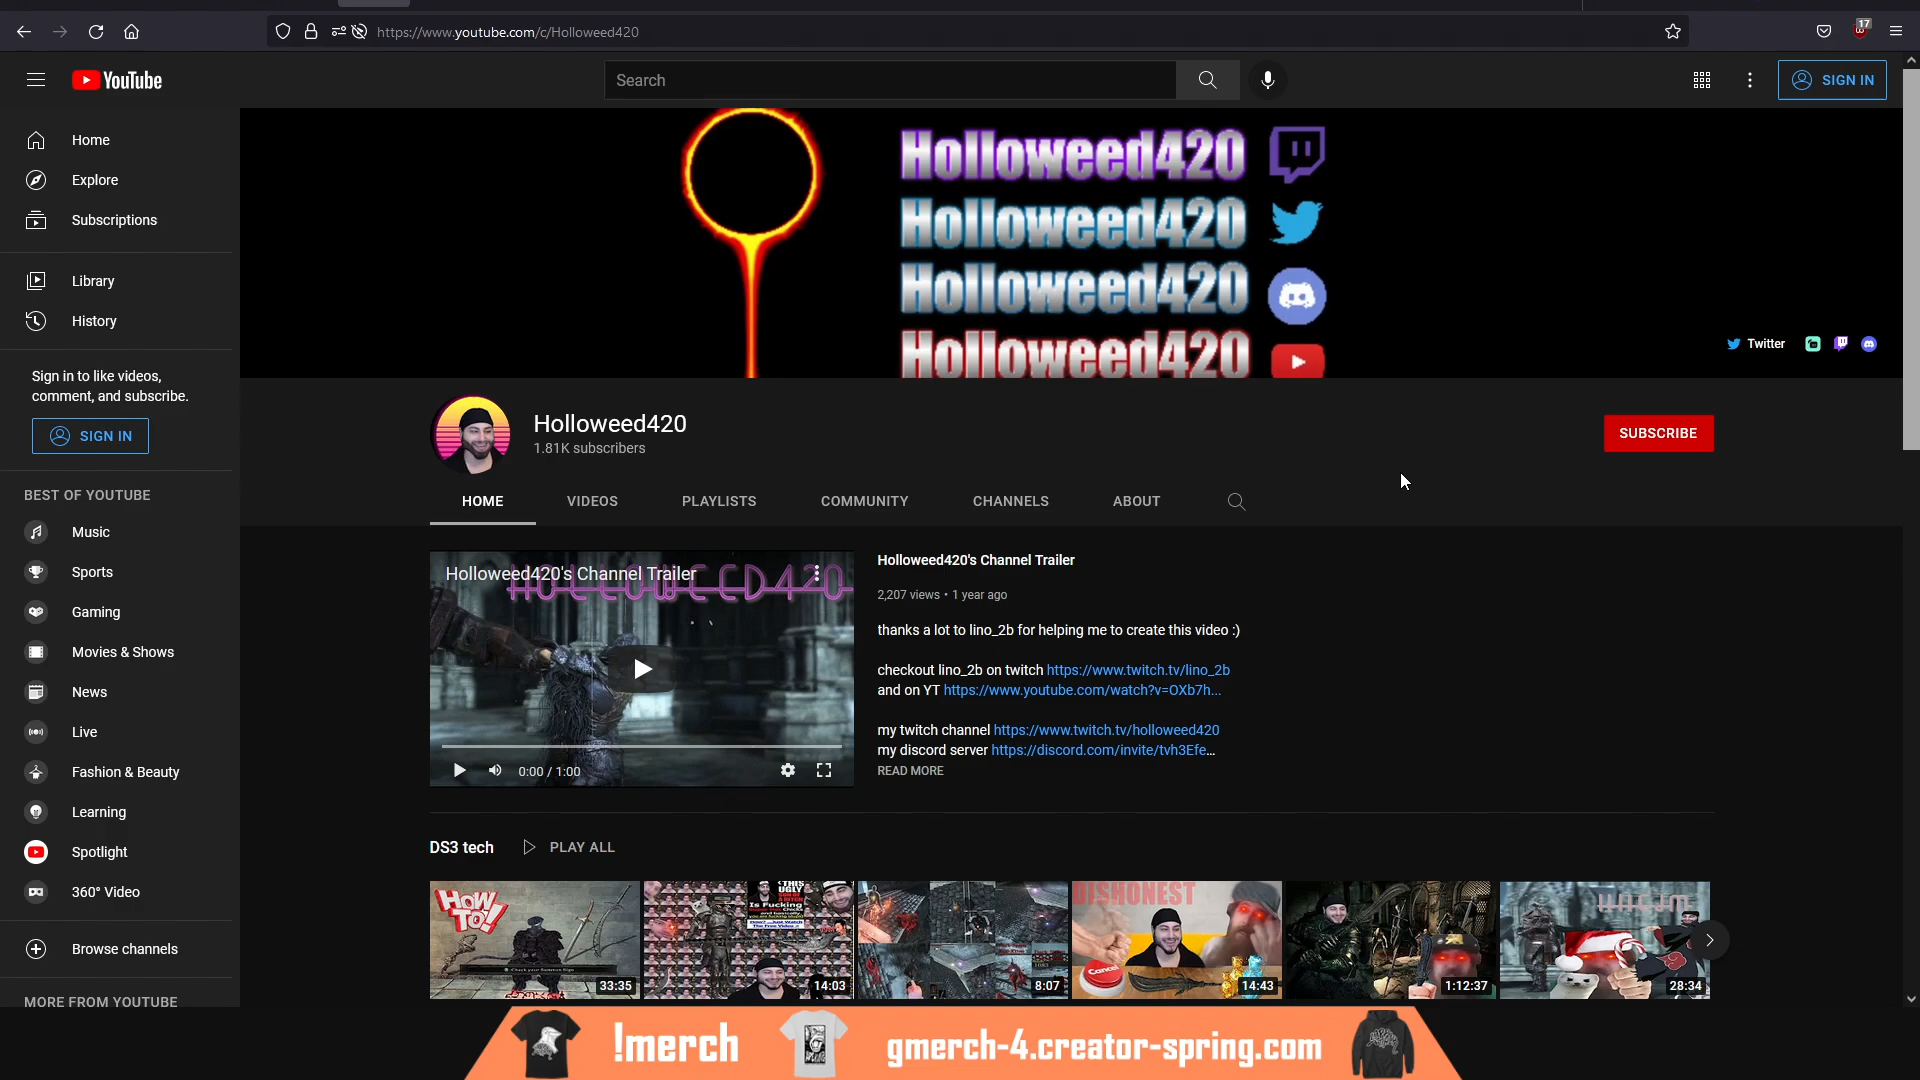 17
https://www.youtube.com/c/Holloweed420
YouTube
Search
SIGN IN
Home
Explore
Subscriptions
Library
History
Sign in to like videos,
comment, and subscribe.
SIGN IN
BEST OF YOUTUBE
Music
Sports
Gaming
Movies & Shows
News
Live
Fashion & Beauty
Learning
Spotlight
360° Video
Browse channels
MORE FROM YOUTUBE
Holloweed420
Holloweed420
Holloweed420
Holloweed420
Twitter
Holloweed420
1.81K subscribers
SUBSCRIBE
HOME
VIDEOS
PLAYLISTS
COMMUNITY
CHANNELS
ABOUT
Holloweed420's Channel Trailer
HOLLOWEED420
0:00 / 1:00
Holloweed420's Channel Trailer
2,207 views • 1 year ago
thanks a lot to lino_2b for helping me to create this video :)
checkout lino_2b on twitch https://www.twitch.tv/lino_2b
and on YT https://www.youtube.com/watch?v=OXb7h...
my twitch channel https://www.twitch.tv/holloweed420
my discord server https://discord.com/invite/tvh3Efe...
READ MORE
DS3 tech
PLAY ALL
HOW TO!
33:35
THIS
UGLY
Is Fucking
14:03
8:07
DISHONEST
Cancel
14:43
1:12:37
28:34
!merch
gmerch-4.creator-spring.com